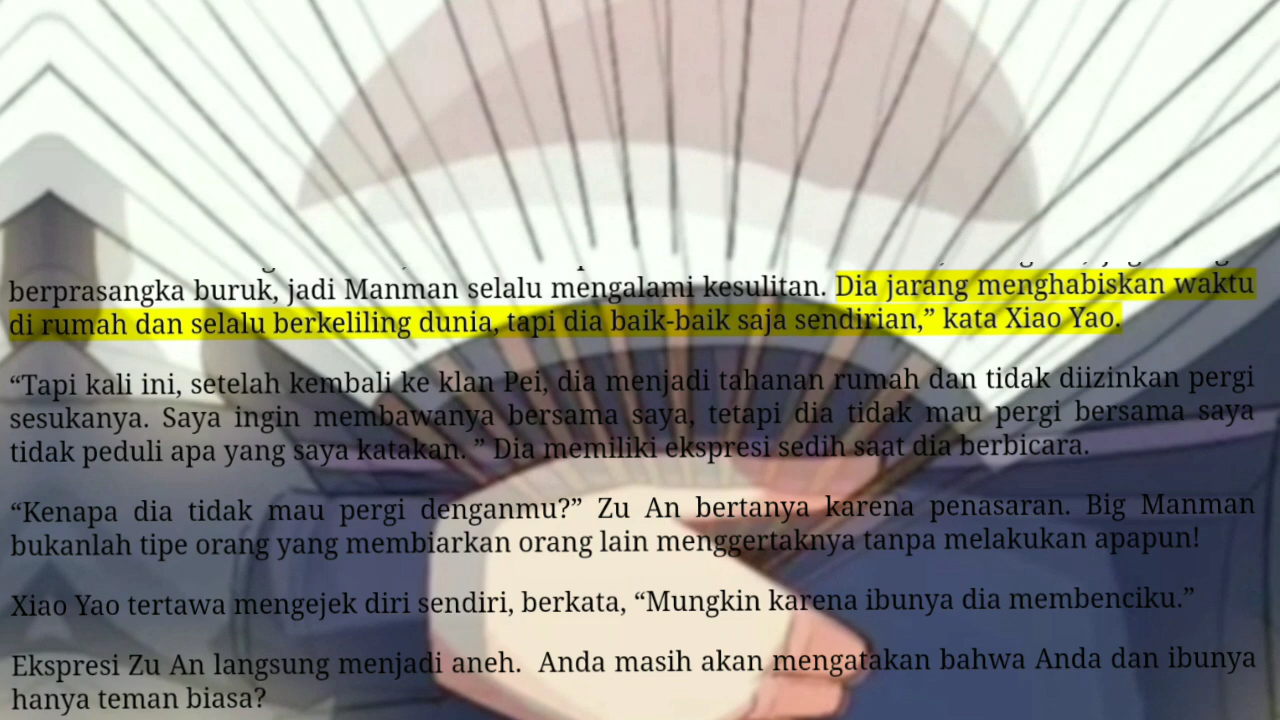 berprasangka buruk, jadi Manman selalu mengalami kesulitan. Dia jarang menghabiskan waktu
di rumah dan selalu berkeliling dunia, tapi dia baik-baik saja sendirian,” kata Xiao Yao.
“Tapi kali ini, setelah kembali ke klan Pei, dia menjadi tahanan rumah dan tidak diizinkan pergi
sesukanya. Saya ingin membawanya bersama saya, tetapi dia tidak mau pergi bersama saya
tidak peduli apa yang saya katakan. ” Dia memiliki ekspresi sedih saat dia berbicara.
“Kenapa dia tidak mau pergi denganmu?” Zu An bertanya karena penasaran. Big Manman
bukanlah tipe orang yang membiarkan orang lain menggertaknya tanpa melakukan apapun!
Xiao Yao tertawa mengejek diri sendiri, berkata, “Mungkin karena ibunya dia membenciku.”
Ekspresi Zu An langsung menjadi aneh.  Anda masih akan mengatakan bahwa Anda dan ibunya
hanya teman biasa?